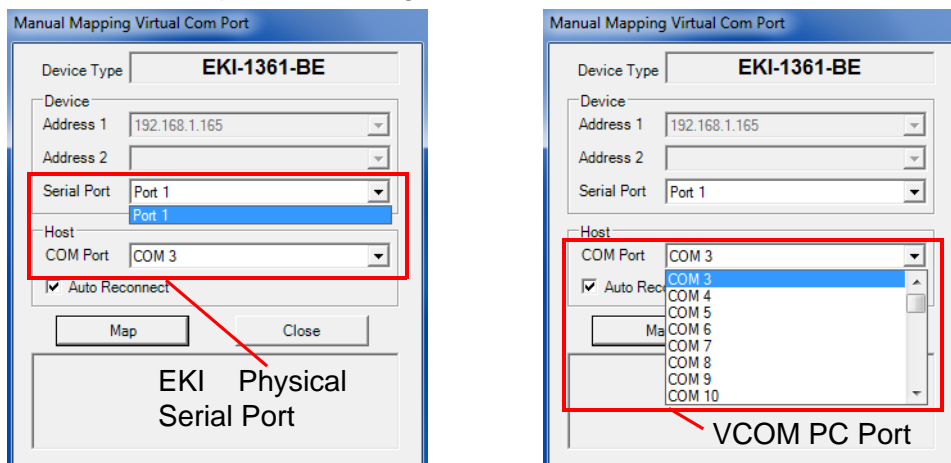 Manual Mapping Virtual Com Port
Device Type EKI-1361-BE
Device
Address 1 192.168.1.165
Address 2
Serial Port Port 1
Port 1
Host
COM Port COM 3
Auto Reconnect
Map Close
EKI Physical
Serial Port
Manual Mapping Virtual Com Port
Device Type EKI-1361-BE
Device
Address 1 192.168.1.165
Address 2
Serial Port Port 1
Host
COM Port COM 3
COM 3
Auto Rec
COM 4
COM 5
Ma COM 6
COM 7
COM 8
COM 9
COM 10
VCOM PC Port